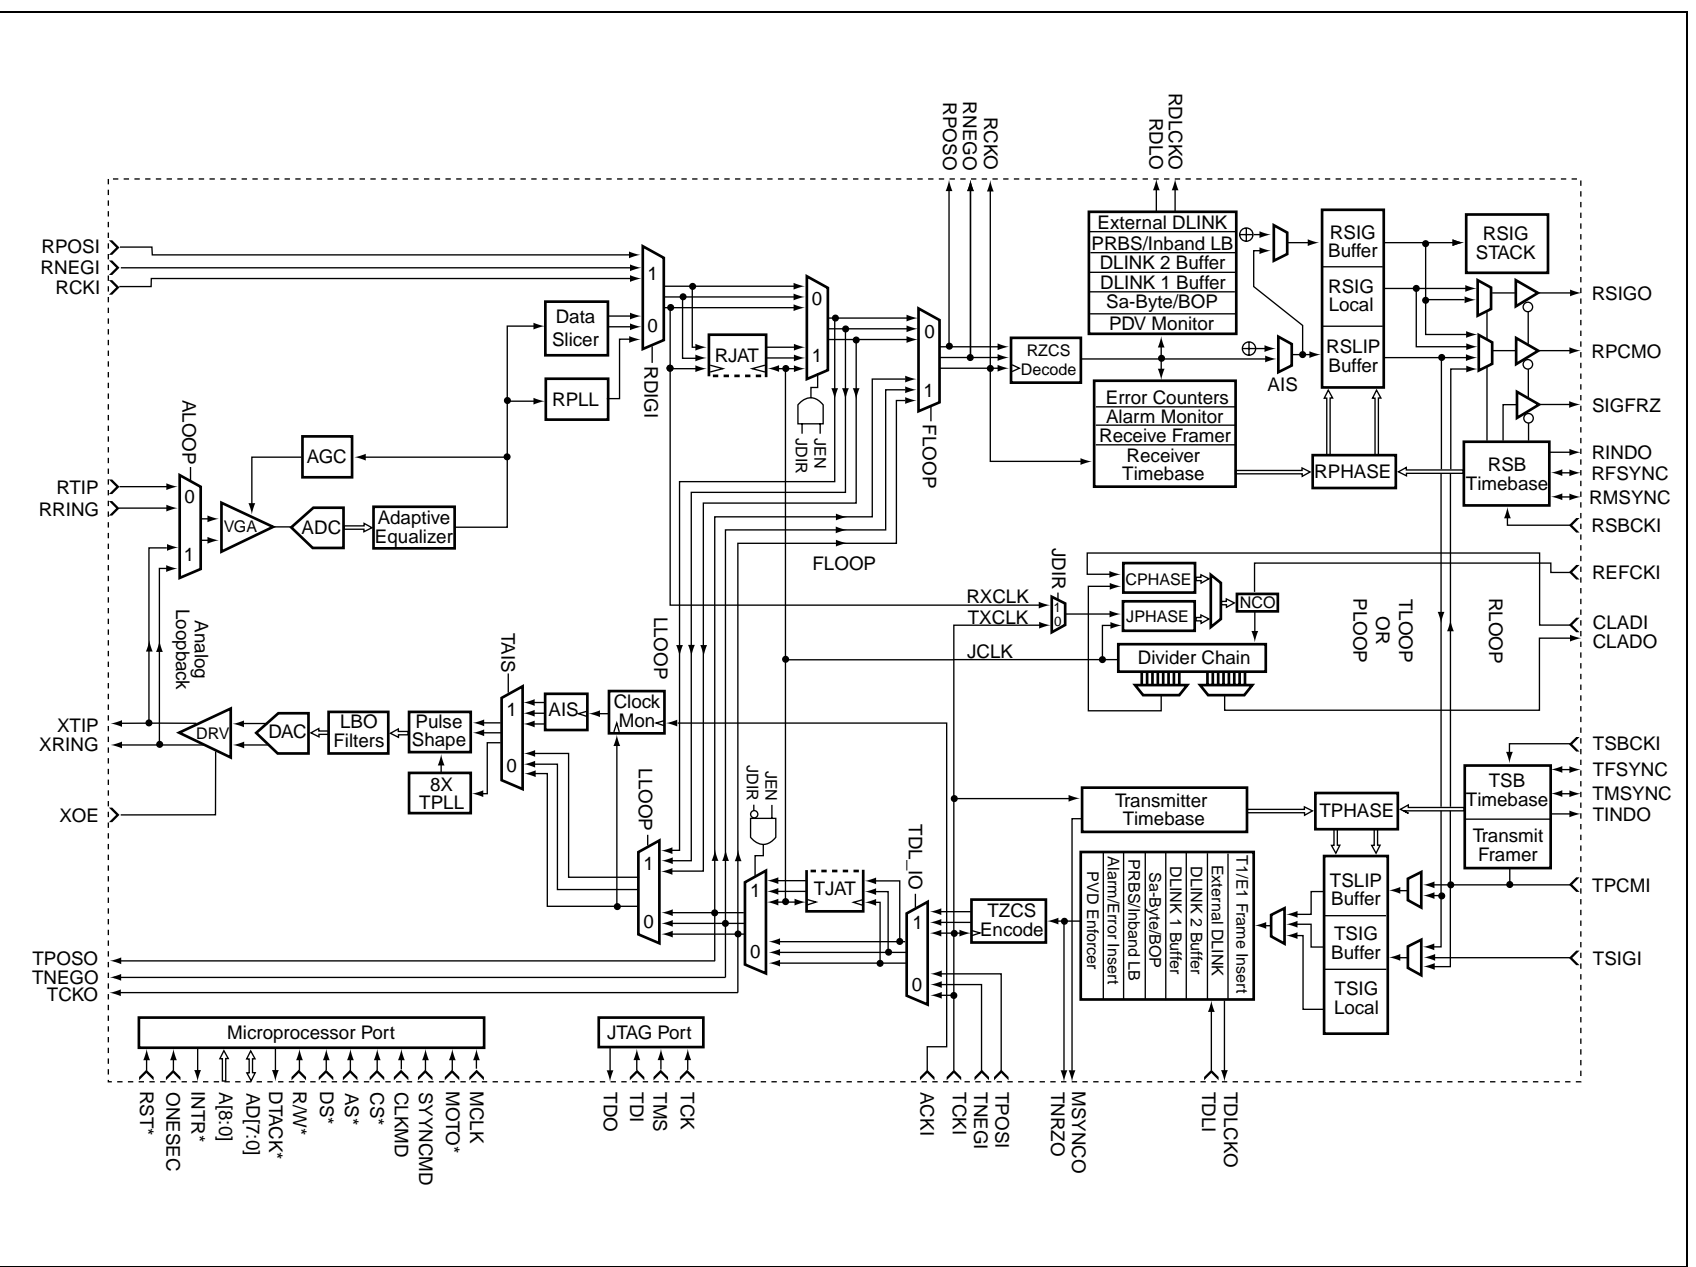 RPOSO
RNEGO
RCKO
RDLO
RDLCKO
RPOSI
RNEGI
RCKI
1
0
RDIGI
Data
Slicer
RPLL
RJAT
0
1
JDIR
JEN
0
1
FLOOP
RZCS
Decode
External DLINK
PRBS/Inband LB
DLINK 2 Buffer
DLINK 1 Buffer
Sa-Byte/BOP
PDV Monitor
Error Counters
Alarm Monitor
Receive Framer
Receiver
Timebase
AIS
RSIG
Buffer
RSIG
Local
RSLIP
Buffer
RSIG
STACK
RPHASE
RSB
Timebase
RSIGO
RPCMO
SIGFRZ
RINDO
RFSYNC
RMSYNC
RSBCKI
REFCKI
CLADI
CLADO
ALOOP
AGC
RTIP
RRING
0
1
VGA
ADC
Adaptive
Equalizer
FLOOP
Analog
Loopback
LLOOP
RXCLK
TXCLK
JCLK
JDIR
1
0
CPHASE
JPHASE
NCO
Divider Chain
PLOOP
OR
TLOOP
RLOOP
XTIP
XRING
XOE
DRV
DAC
LBO
Filters
Pulse
Shape
8X
TPLL
TAIS
1
0
AIS
Clock
Mon
LLOOP
1
0
JDIR
JEN
1
0
TJAT
TDL_IO
1
0
TZCS
Encode
Transmitter
Timebase
TPHASE
TSB
Timebase
Transmit
Framer
TSBCKI
TFSYNC
TMSYNC
TINDO
TPCMI
TSIGI
PVD Enforcer
Alarm/Error Insert
PRBS/Inband LB
Sa-Byte/BOP
DLINK 1 Buffer
DLINK 2 Buffer
External DLINK
T1/E1 Frame Insert
TSLIP
Buffer
TSIG
Buffer
TSIG
Local
TPOSO
TNEGO
TCKO
Microprocessor Port
JTAG Port
RST*
ONESEC
INTR*
A[8:0]
AD[7:0]
DTACK*
R/W*
DS*
AS*
CS*
CLKMD
SYYNCMD
MOTO*
MCLK
TDO
TDI
TMS
TCK
ACKI
TCKI
TNEGI
TPOSI
TNRZO
MSYNCO
TDLI
TDLCKO